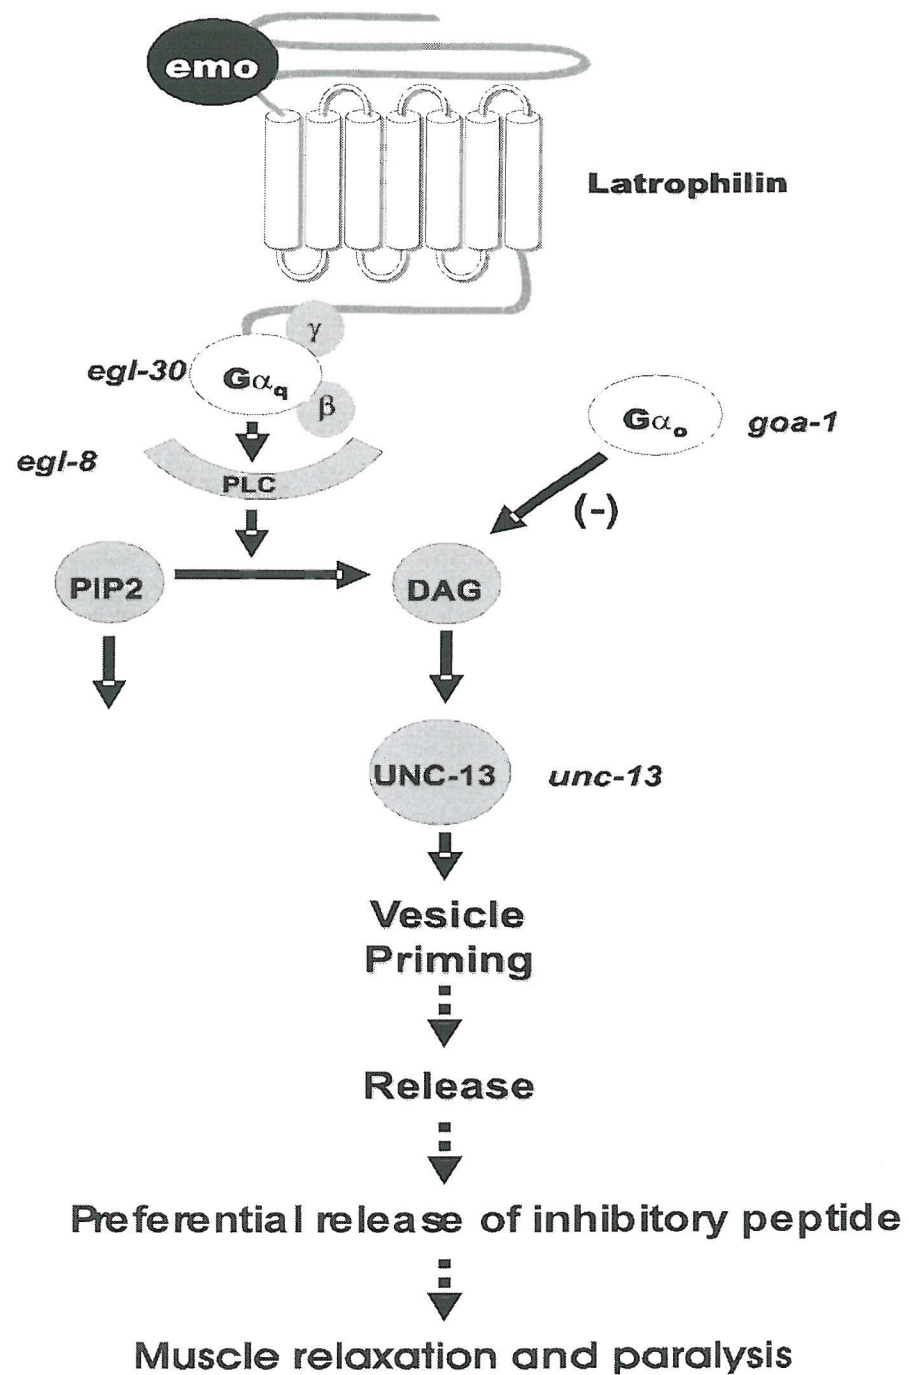 emo
Latrophilin
γ
egl-30
Gαq
β
Gαo
goa-1
egl-8
PLC
(-)
PIP2
DAG
UNC-13
unc-13
Vesicle
Priming
Release
Preferential release of inhibitory peptide
Muscle relaxation and paralysis